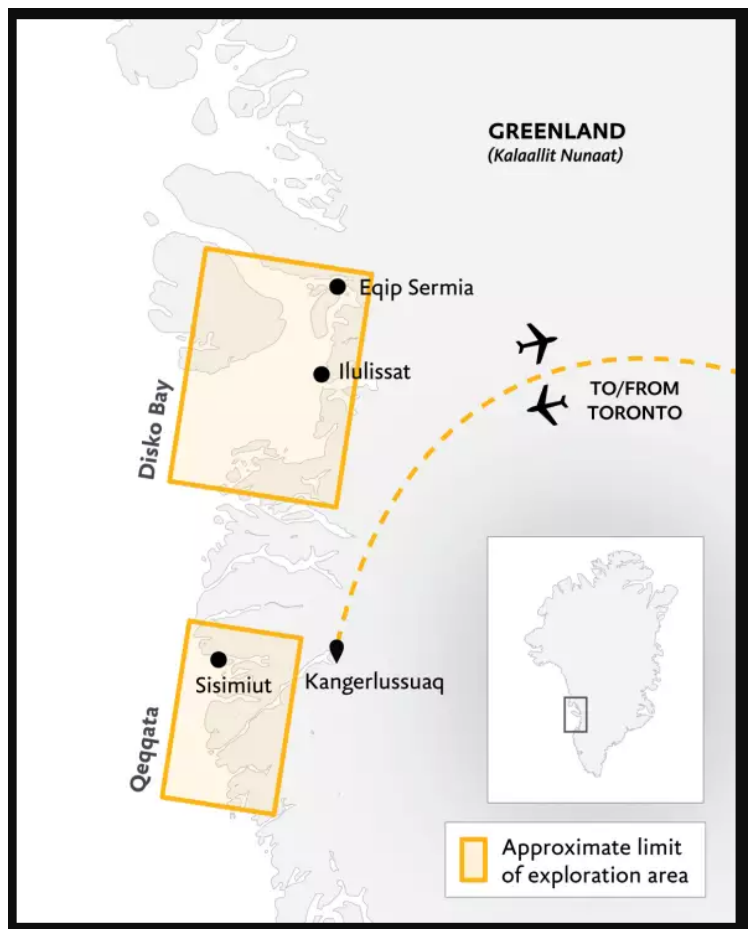 GREENLAND
(Kalaallit Nunaat)
Eqip Sermia
Ilulissat
Disko Bay
TO/FROM
TORONTO
Sisimiut
Kangerlussuaq
Qeqqata
Approximate limit
of exploration area